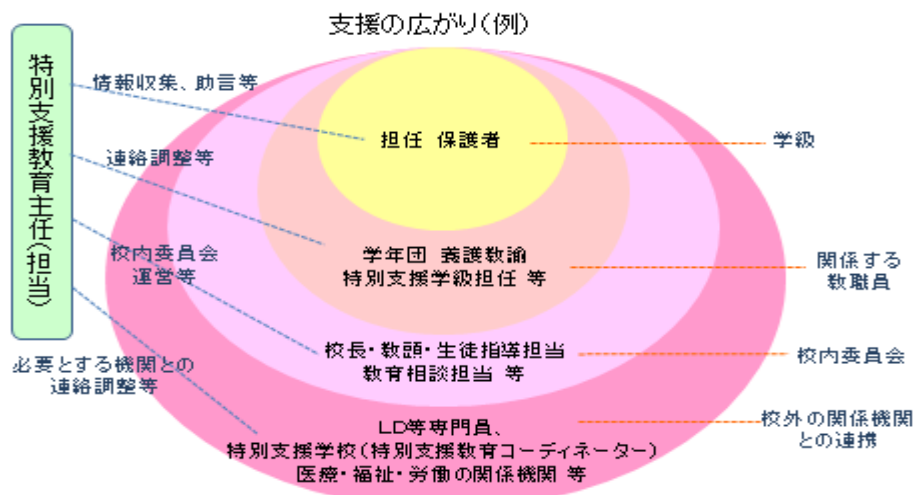 支援の広がり(例)
特別支援教育主任(担当)
情報収集、助言等
担任 保護者
学級
連絡調整等
学年団 養護教諭
特別支援学級担任 等
関係する
教職員
校内委員会
運営等
校長・教頭・生徒指導担当
教育相談担当 等
校内委員会
必要とする機関との
連絡調整等
LD等専門員、
特別支援学校(特別支援教育コーディネーター)
医療・福祉・労働の関係機関 等
校外の関係機関
との連携